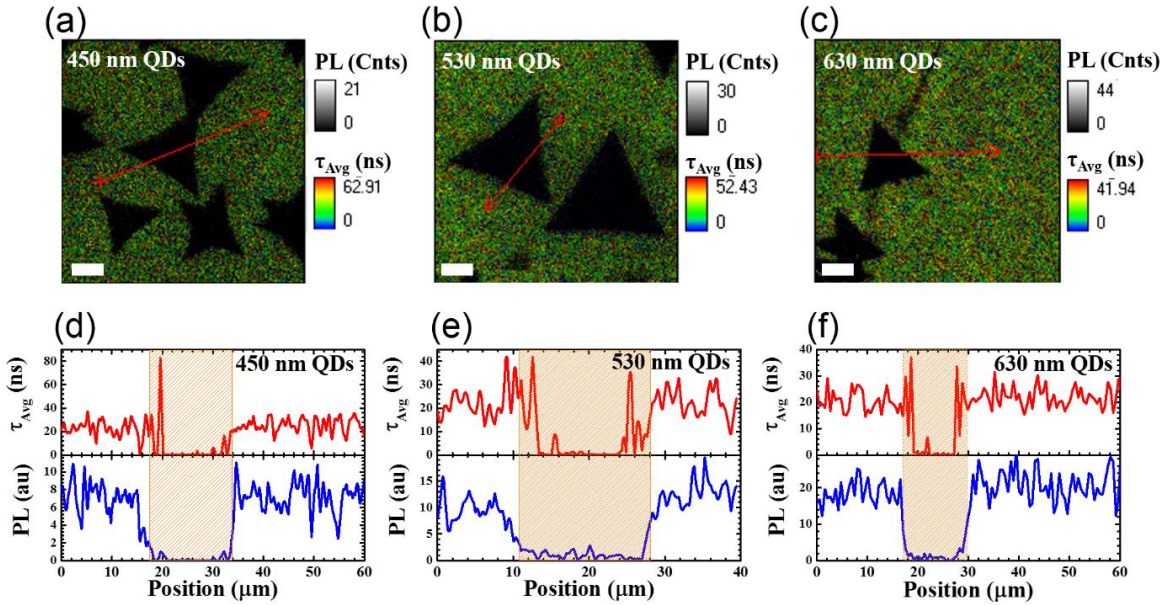 (a)
450 nm QDs
PL (Cnts)
21
0
τAvg (ns)
62.91
0
(b)
530 nm QDs
PL (Cnts)
30
0
τAvg (ns)
52.43
0
(c)
630 nm QDs
PL (Cnts)
44
0
τAvg (ns)
41.94
0
(d)
450 nm QDs
τAvg (ns)
80
60
40
20
0
PL (au)
10
8
6
4
2
0
0 10 20 30 40 50 60
Position (μm)
(e)
530 nm QDs
τAvg (ns)
40
30
20
10
0
PL (au)
15
10
5
0
0 10 20 30 40
Position (μm)
(f)
630 nm QDs
τAvg (ns)
40
30
20
10
0
PL (au)
20
10
0
0 10 20 30 40 50 60
Position (μm)